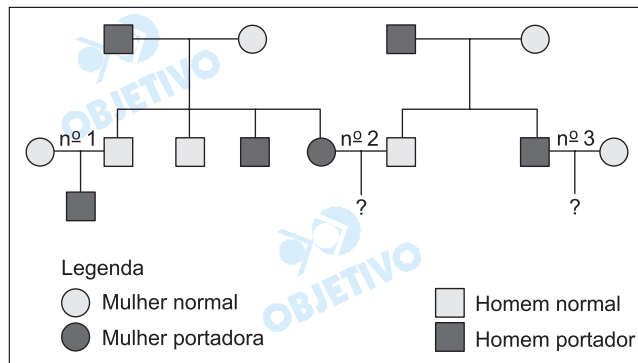 OBJETIVO
nº 1
nº 2
nº 3
?
?
OBJETIVO
Legenda
Mulher normal
Homem normal
Mulher portadora
Homem portador